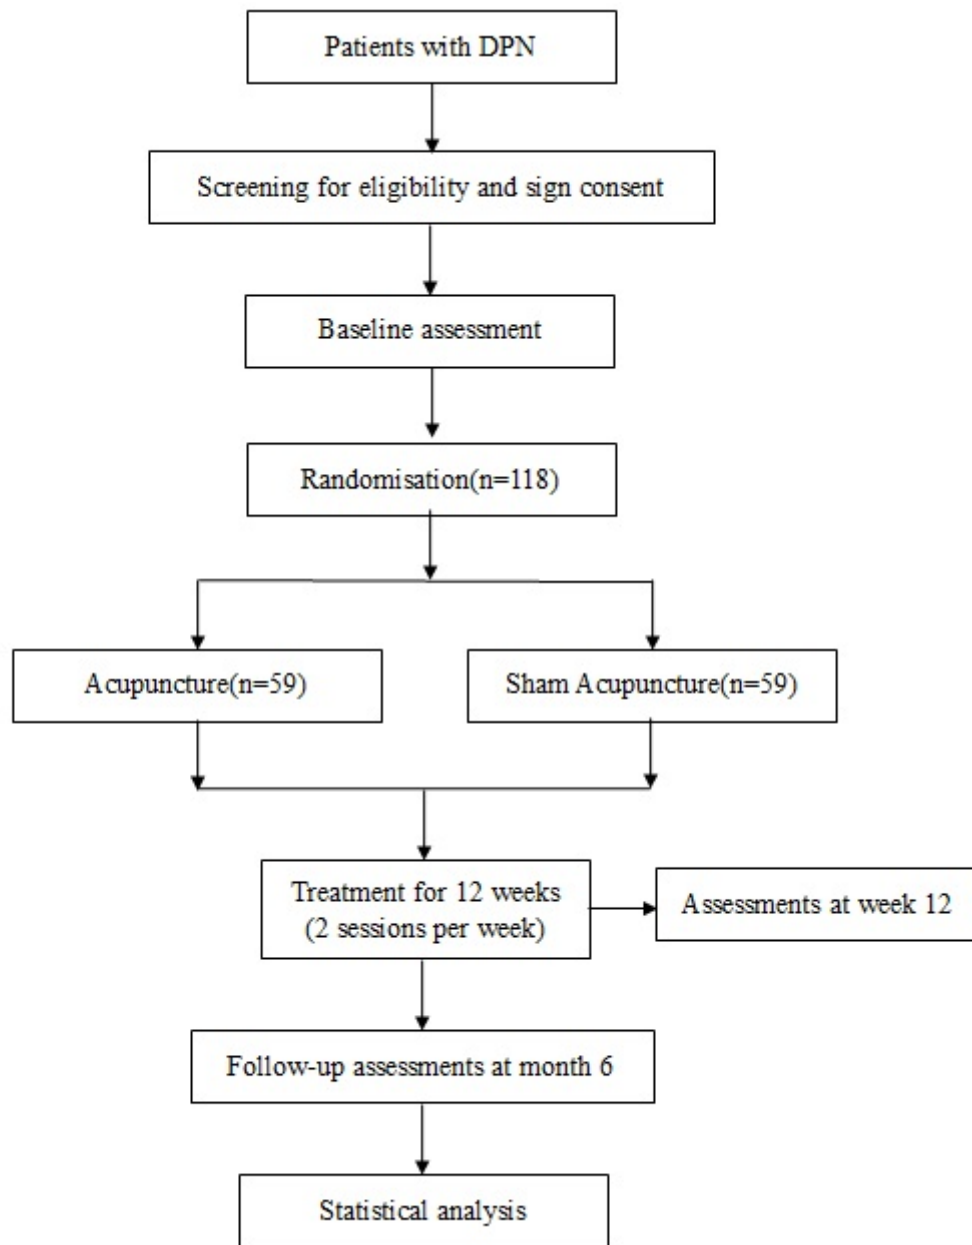 Patients with DPN
Screening for eligibility and sign consent
Baseline assessment
Randomisation(n=118)
Acupuncture(n=59)
Sham Acupuncture(n=59)
Treatment for 12 weeks
(2 sessions per week)
Assessments at week 12
Follow-up assessments at month 6
Statistical analysis